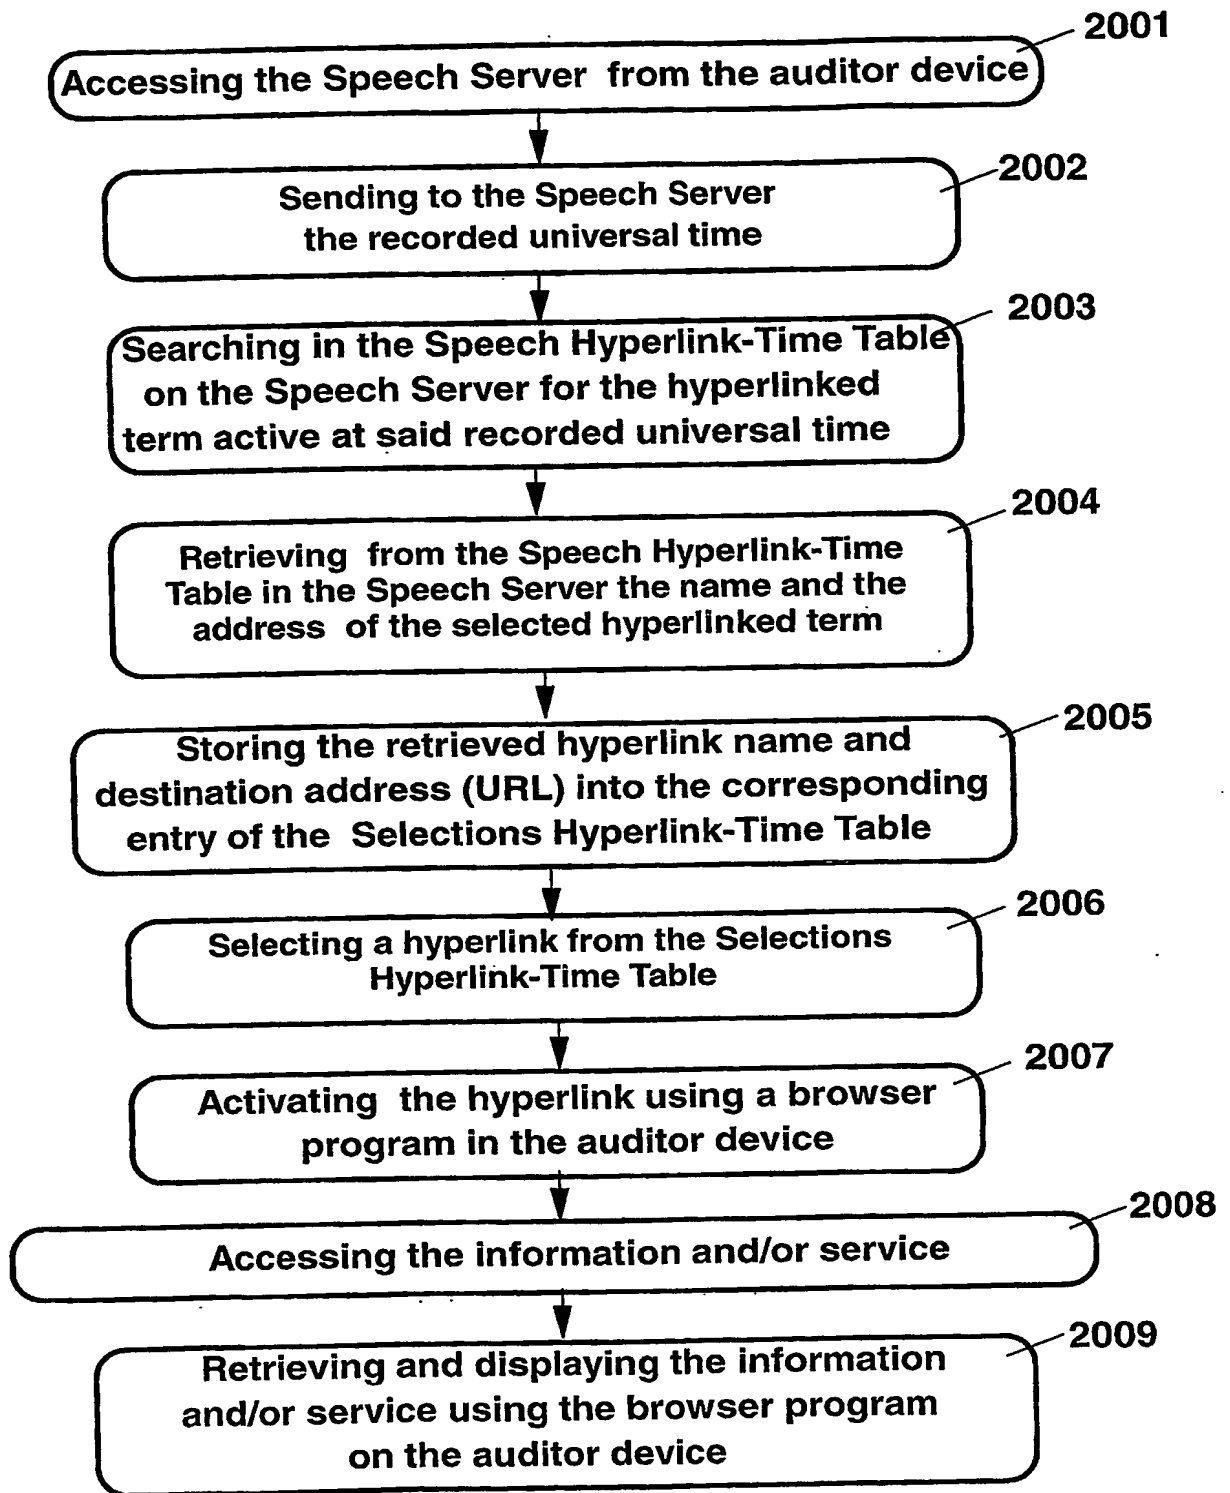 2001
Accessing the Speech Server from the auditor device
2002
Sending to the Speech Server
the recorded universal time
2003
Searching in the Speech Hyperlink-Time Table
on the Speech Server for the hyperlinked
term active at said recorded universal time
2004
Retrieving from the Speech Hyperlink-Time
Table in the Speech Server the name and the
address of the selected hyperlinked term
2005
Storing the retrieved hyperlink name and
destination address (URL) into the corresponding
entry of the Selections Hyperlink-Time Table
2006
Selecting a hyperlink from the Selections
Hyperlink-Time Table
2007
Activating the hyperlink using a browser
program in the auditor device
2008
Accessing the information and/or service
2009
Retrieving and displaying the information
and/or service using the browser program
on the auditor device